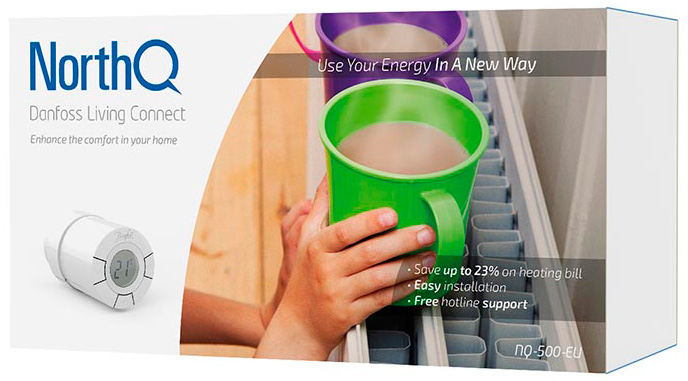 NorthQ
Danfoss Living Connect
Enhance the comfort in your home
Use Your Energy In A New Way
Danfoss
21°
• Save up to 23% on heating bill
• Easy installation
• Free hotline support
NQ-500-EU